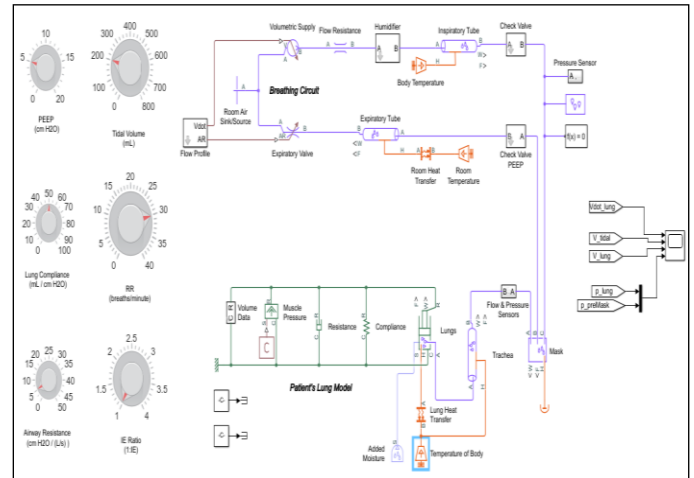 10
5
15
0
20
PEEP
(cm H2O)
400
300
500
200
600
100
700
0
800
Tidal Volume
(mL)
50
40
60
30
70
20
80
10
90
0
100
Lung Compliance
(mL / cm H2O)
20
15
25
10
30
5
35
0
40
RR
(breaths/minute)
20
25
30
15
35
10
40
5
45
0
50
Airway Resistance
(cm H2O / (L/s)
2.5
2
3
1.5
3.5
1
4
IE Ratio
(1:IE)
Volumetric Supply
Flow Resistance
A B
Humidifier
A B
Inspiratory Tube
A B
H
W>
F>
Check Valve
A B
Body Temperature
Breathing Circuit
Room Air
Sink/Source
A
Pressure Sensor
A
f(x) = 0
Vdot
AR
Flow Profile
Expiratory Valve
Expiratory Tube
B A
<W
<F
H
A B
Room Heat
Transfer
Room
Temperature
B A
Check Valve
PEEP
Vdot_lung
V_tidal
V_lung
p_lung
p_preMask
B A
Flow & Pressure
Sensors
Mask
Trachea
Volume
Data
Muscle
Pressure
C
Resistance
Compliance
Lungs
Patient's Lung Model
-C-
-C-
Lung Heat
Transfer
Added
Moisture
Temperature of Body